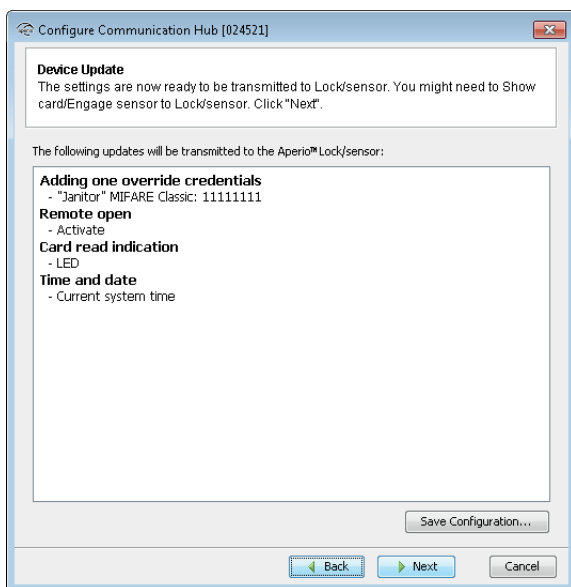 Configure Communication Hub [024521]
Device Update
The settings are now ready to be transmitted to Lock/sensor. You might need to Show
card/Engage sensor to Lock/sensor. Click "Next".
The following updates will be transmitted to the Aperio™ Lock/sensor:
Adding one override credentials
- "Janitor" MIFARE Classic: 11111111
Remote open
- Activate
Card read indication
- LED
Time and date
- Current system time
Save Configuration...
Back
Next
Cancel